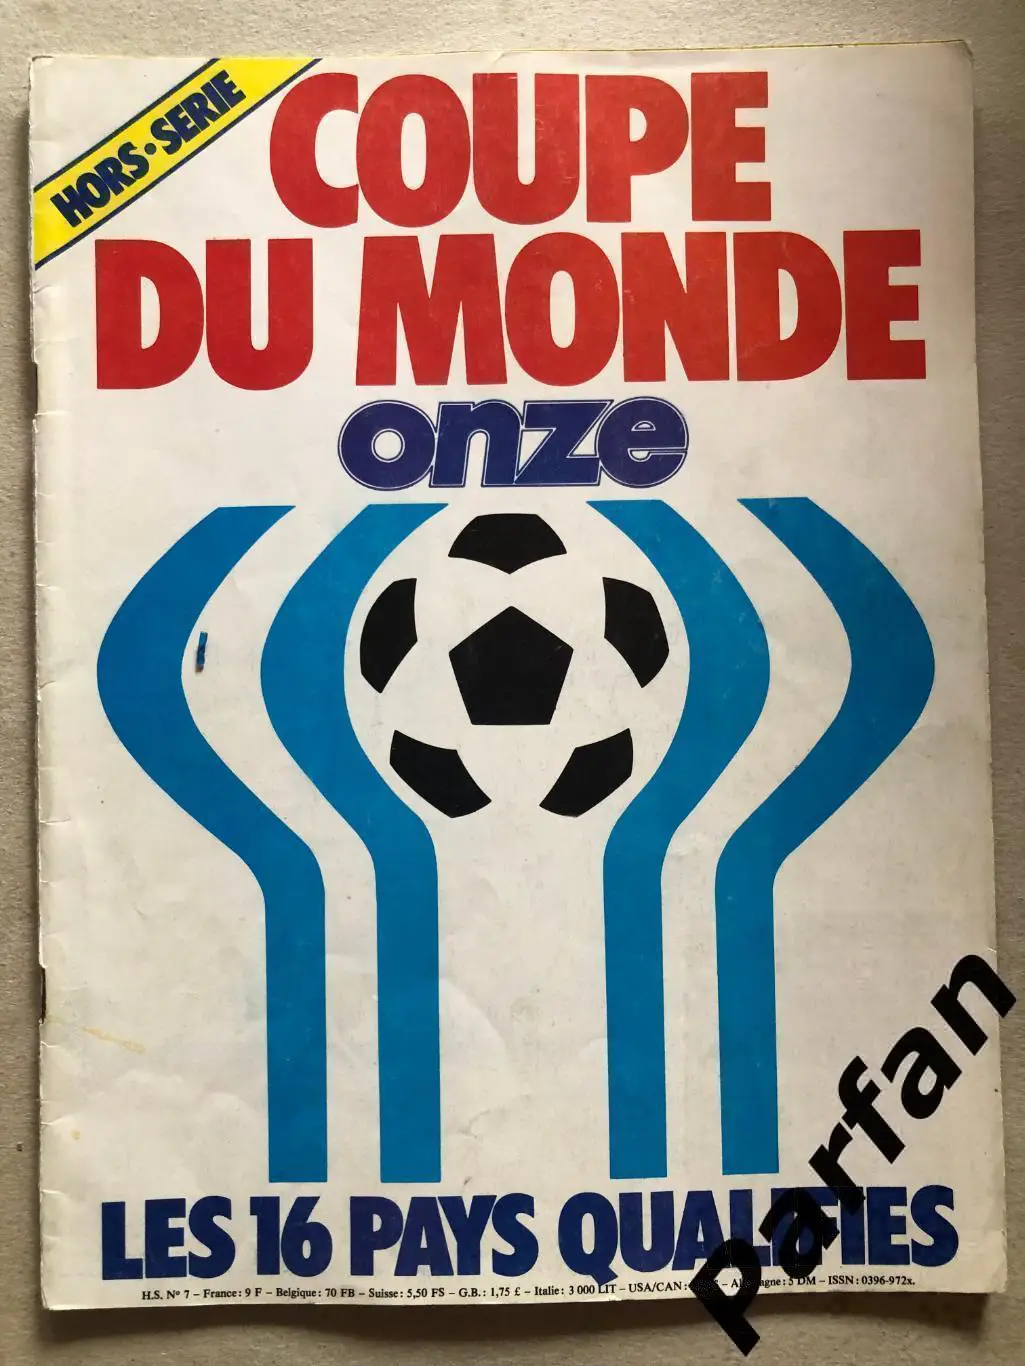 HORS•SERIE
COUPE
DU MONDE
onze
LES 16 PAYS QUALIFIES
H.S. Nº 7 – France : 9 F – Belgique : 70 FB – Suisse : 5,50 FS – G.B. : 1,75 £ – Italie : 3 000 LIT – USA/CAN : – Allemagne : 5 DM – ISSN : 0396-972x.
parfan